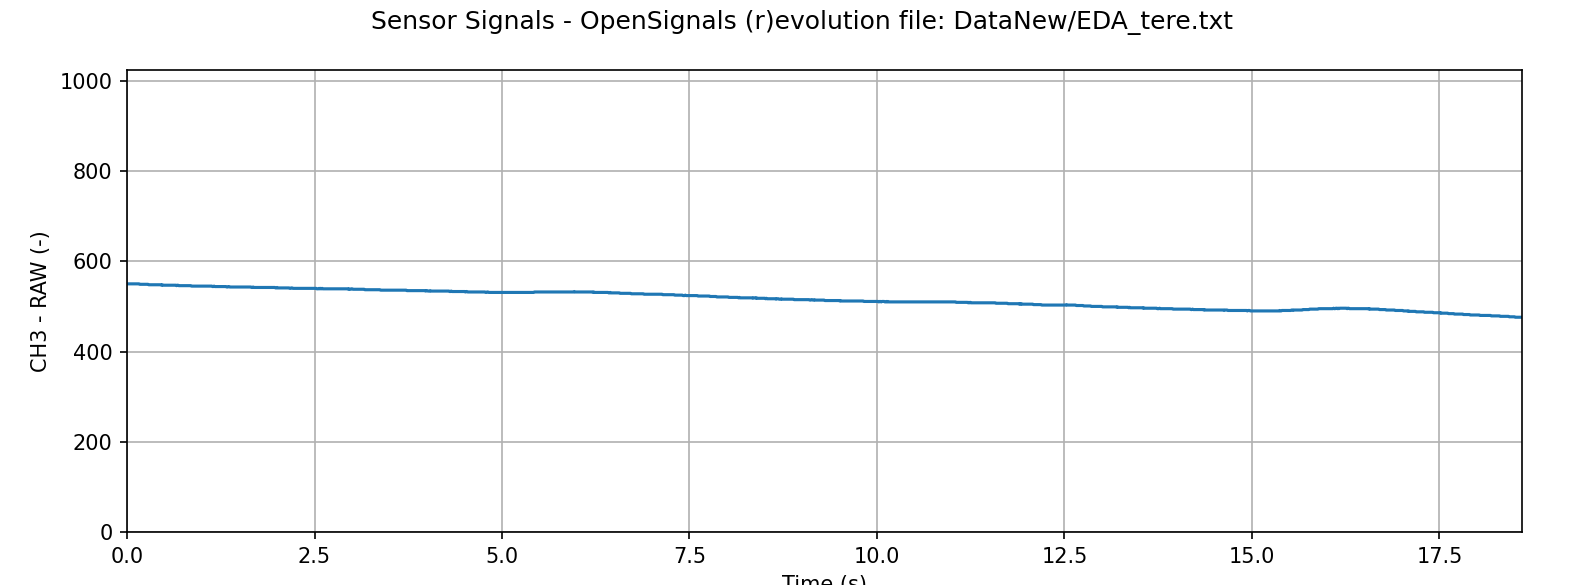 Sensor Signals - OpenSignals (r)evolution file: DataNew/EDA_tere.txt
1000
800
600
400
200
0
CH3 - RAW (-)
0.0 2.5 5.0 7.5 10.0 12.5 15.0 17.5
Time (s)